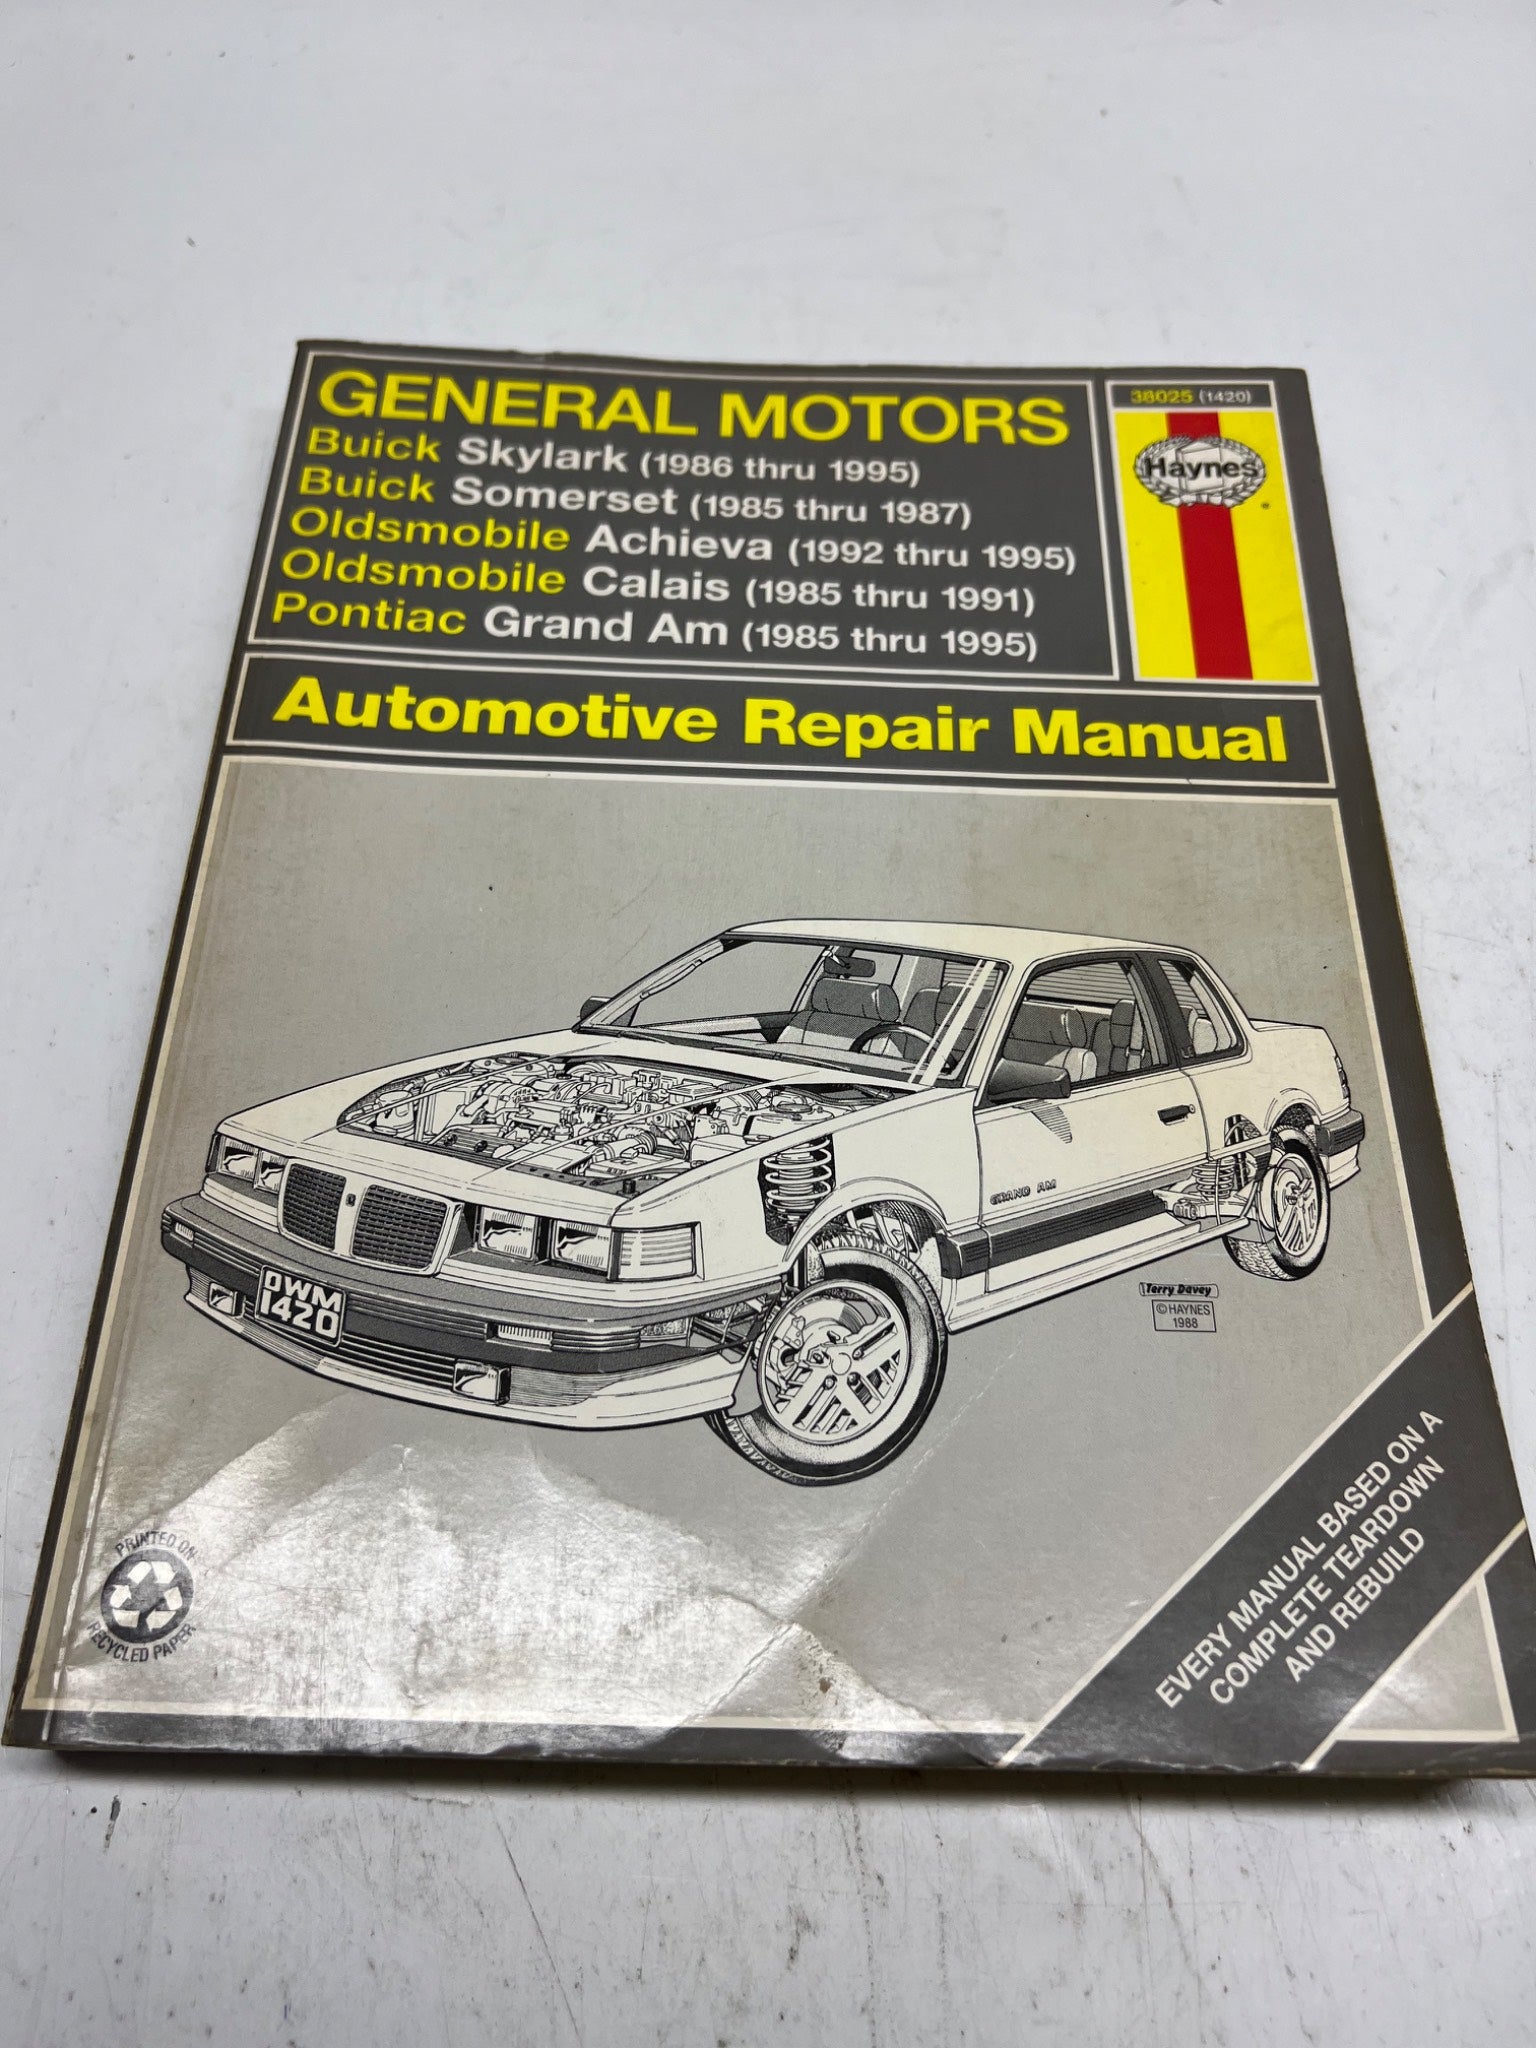 GENERAL MOTORS
Buick Skylark (1986 thru 1995)
Buick Somerset (1985 thru 1987)
Oldsmobile Achieva (1992 thru 1995)
Oldsmobile Calais (1985 thru 1991)
Pontiac Grand Am (1985 thru 1995)
38025 (1420)
Haynes
Automotive Repair Manual
GRAND AM
DWM
1420
Terry Davey
© HAYNES
1988
PRINTED ON
RECYCLED PAPER
EVERY MANUAL BASED ON A
COMPLETE TEARDOWN
AND REBUILD